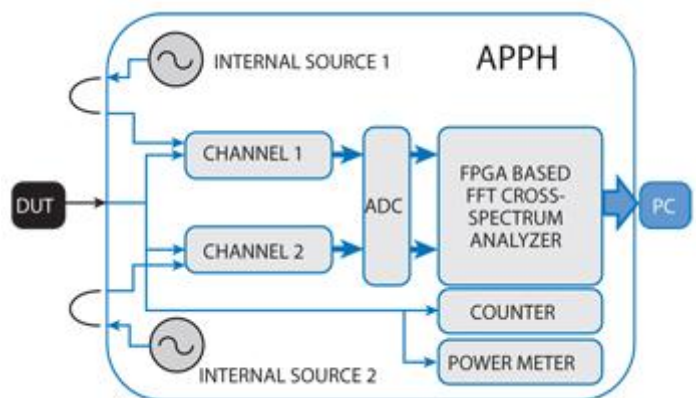 INTERNAL SOURCE 1
APPH
CHANNEL 1
ADC
FPGA BASED
FFT CROSS-
SPECTRUM
ANALYZER
DUT
PC
CHANNEL 2
COUNTER
POWER METER
INTERNAL SOURCE 2